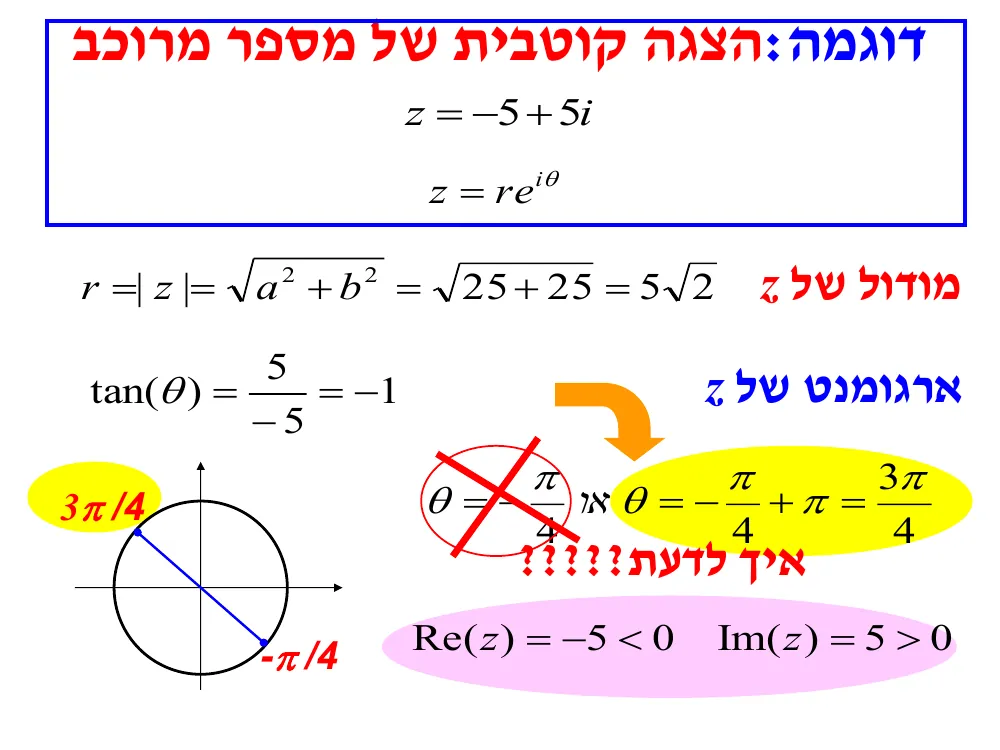 דוגמה: הצגה קוטבית של מספר מרוכב
z = −5 + 5i
z = re^{iθ}
מודול של z
r =| z |= √(a² + b²) = √(25 + 25) = 5√2
ארגומנט של z
tan(θ) = 5/−5 = −1
θ = −π/4 או θ = −π/4 + π = 3π/4
איך לדעת!!????
Re(z) = −5 < 0 Im(z) = 5 > 0
3π/4
-π/4